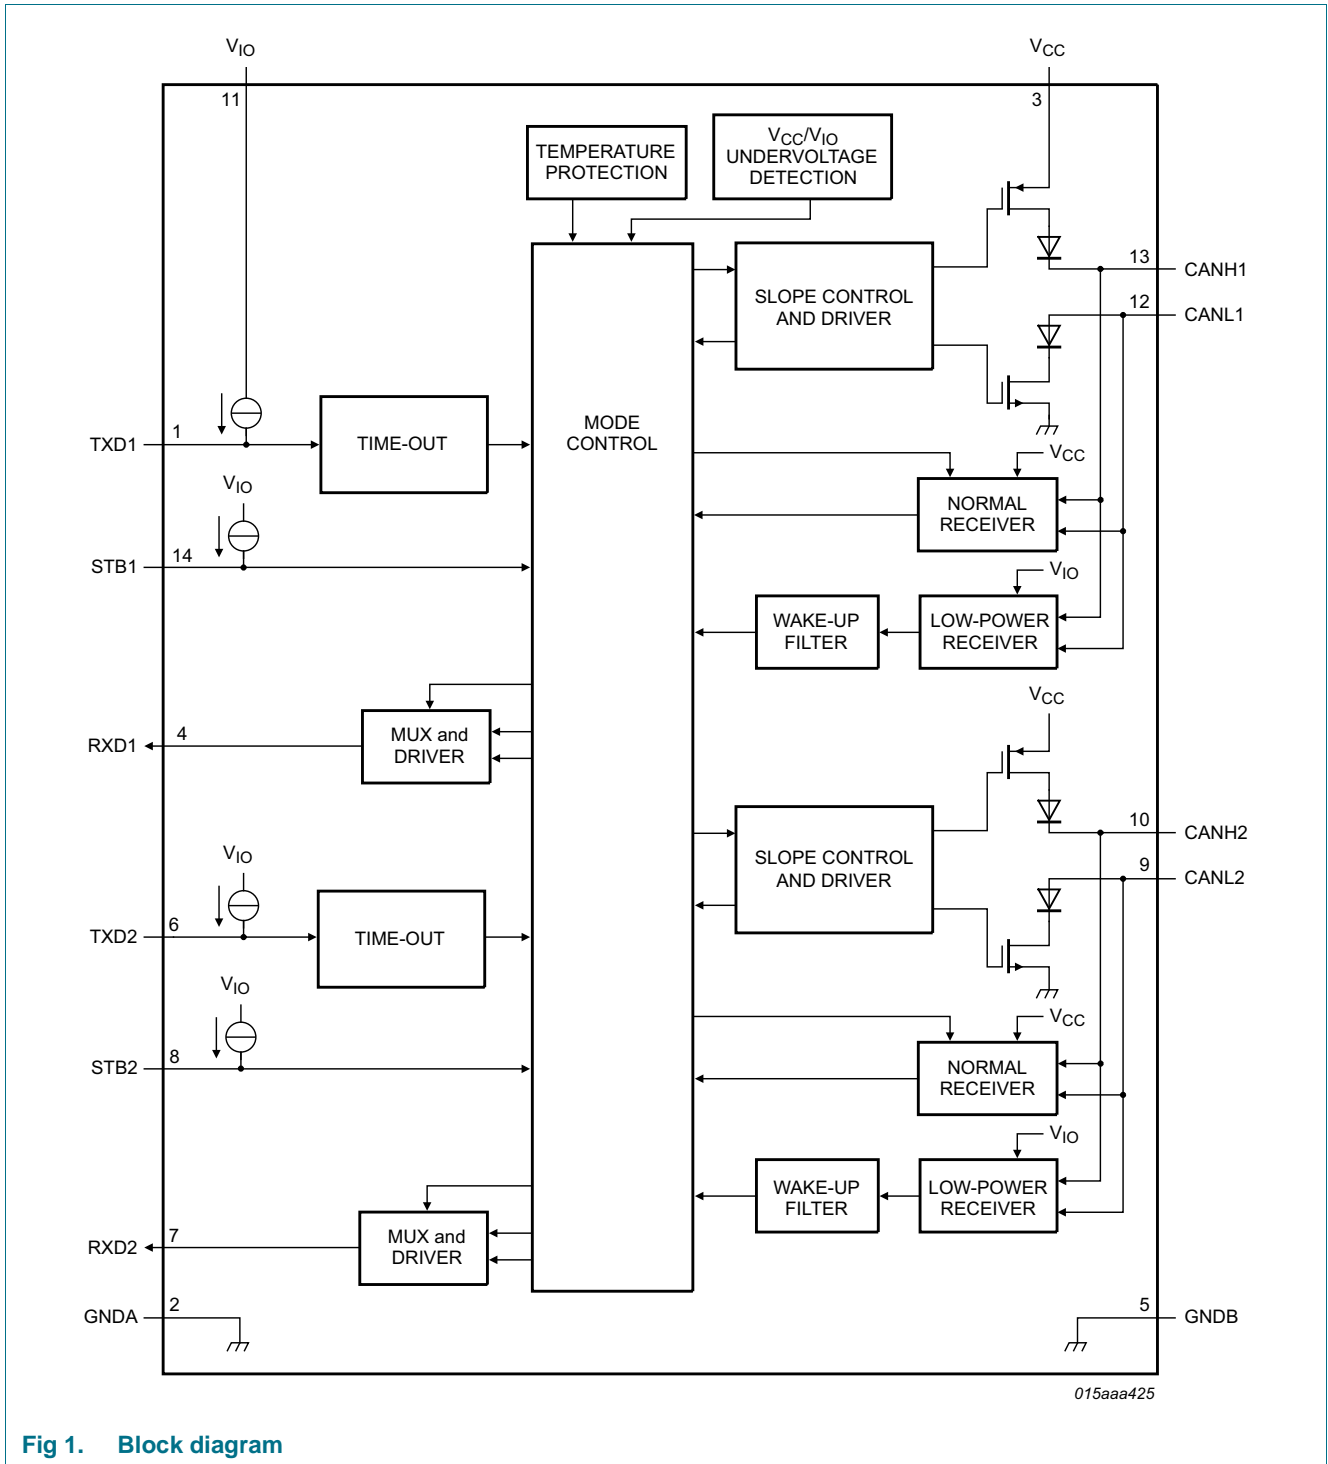 VIO
VCC
11
3
TEMPERATURE
PROTECTION
VCC/VIO
UNDERVOLTAGE
DETECTION
13
CANH1
SLOPE CONTROL
AND DRIVER
12
CANL1
MODE
CONTROL
TXD1
1
TIME-OUT
VCC
VIO
NORMAL
RECEIVER
STB1
14
VIO
WAKE-UP
FILTER
LOW-POWER
RECEIVER
VCC
RXD1
4
MUX and
DRIVER
10
CANH2
SLOPE CONTROL
AND DRIVER
9
CANL2
VIO
TXD2
6
TIME-OUT
VIO
VCC
STB2
8
NORMAL
RECEIVER
VIO
WAKE-UP
FILTER
LOW-POWER
RECEIVER
RXD2
7
MUX and
DRIVER
GNDA
2
5
GNDB
015aaa425
Fig 1. Block diagram